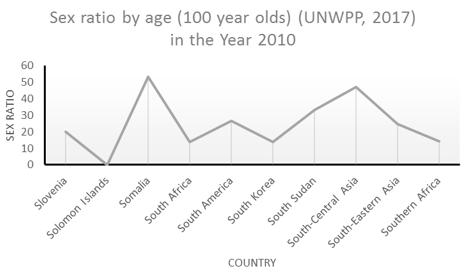 Sex ratio by age (100 year olds) (UNWPP, 2017)
in the Year 2010
SEX RATIO
60
50
40
30
20
10
0
Slovenia
Solomon Islands
Somalia
South Africa
South America
South Korea
South Sudan
South-Central Asia
South-Eastern Asia
Southern Africa
COUNTRY